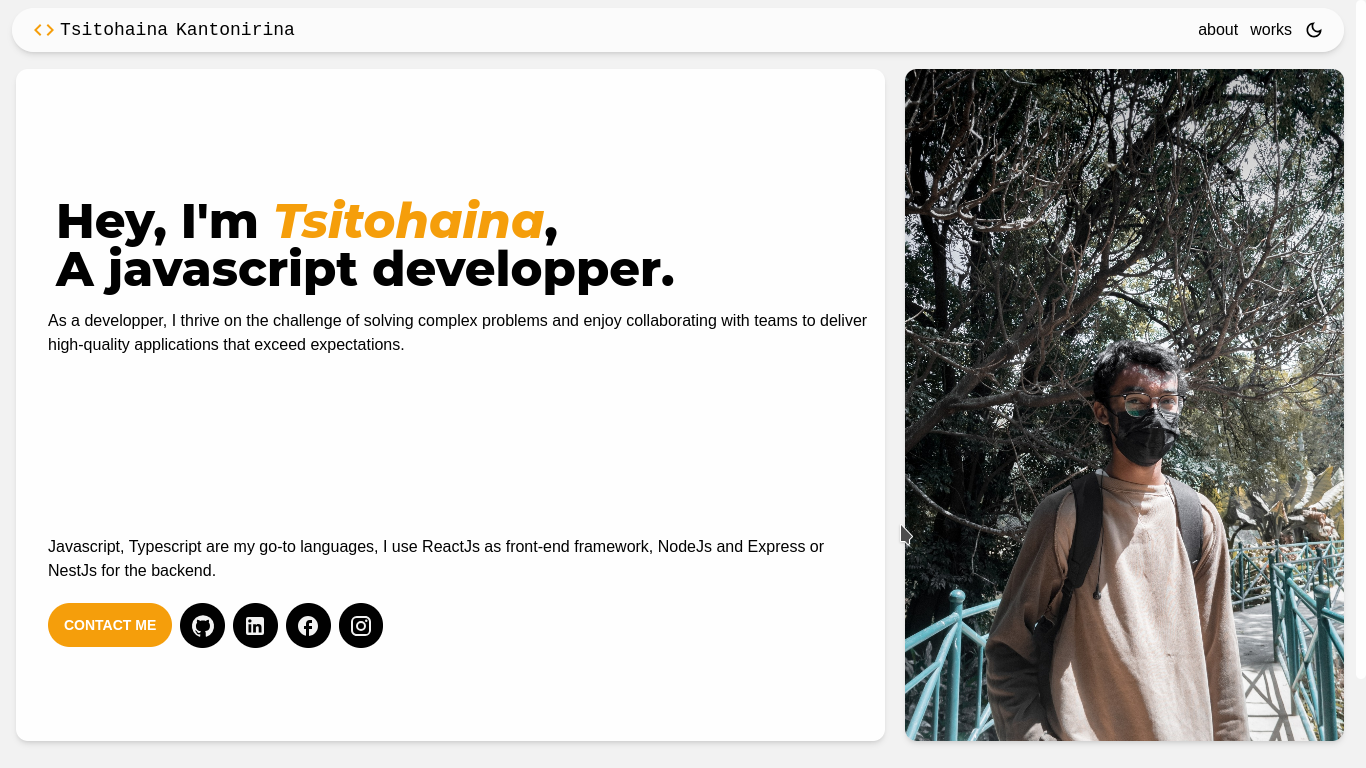 Tsitohaina Kantonirina
about works
Hey, I'm Tsitohaina,
A javascript developper.
As a developper, I thrive on the challenge of solving complex problems and enjoy collaborating with teams to deliver
high-quality applications that exceed expectations.
Javascript, Typescript are my go-to languages, I use ReactJs as front-end framework, NodeJs and Express or
NestJs for the backend.
CONTACT ME